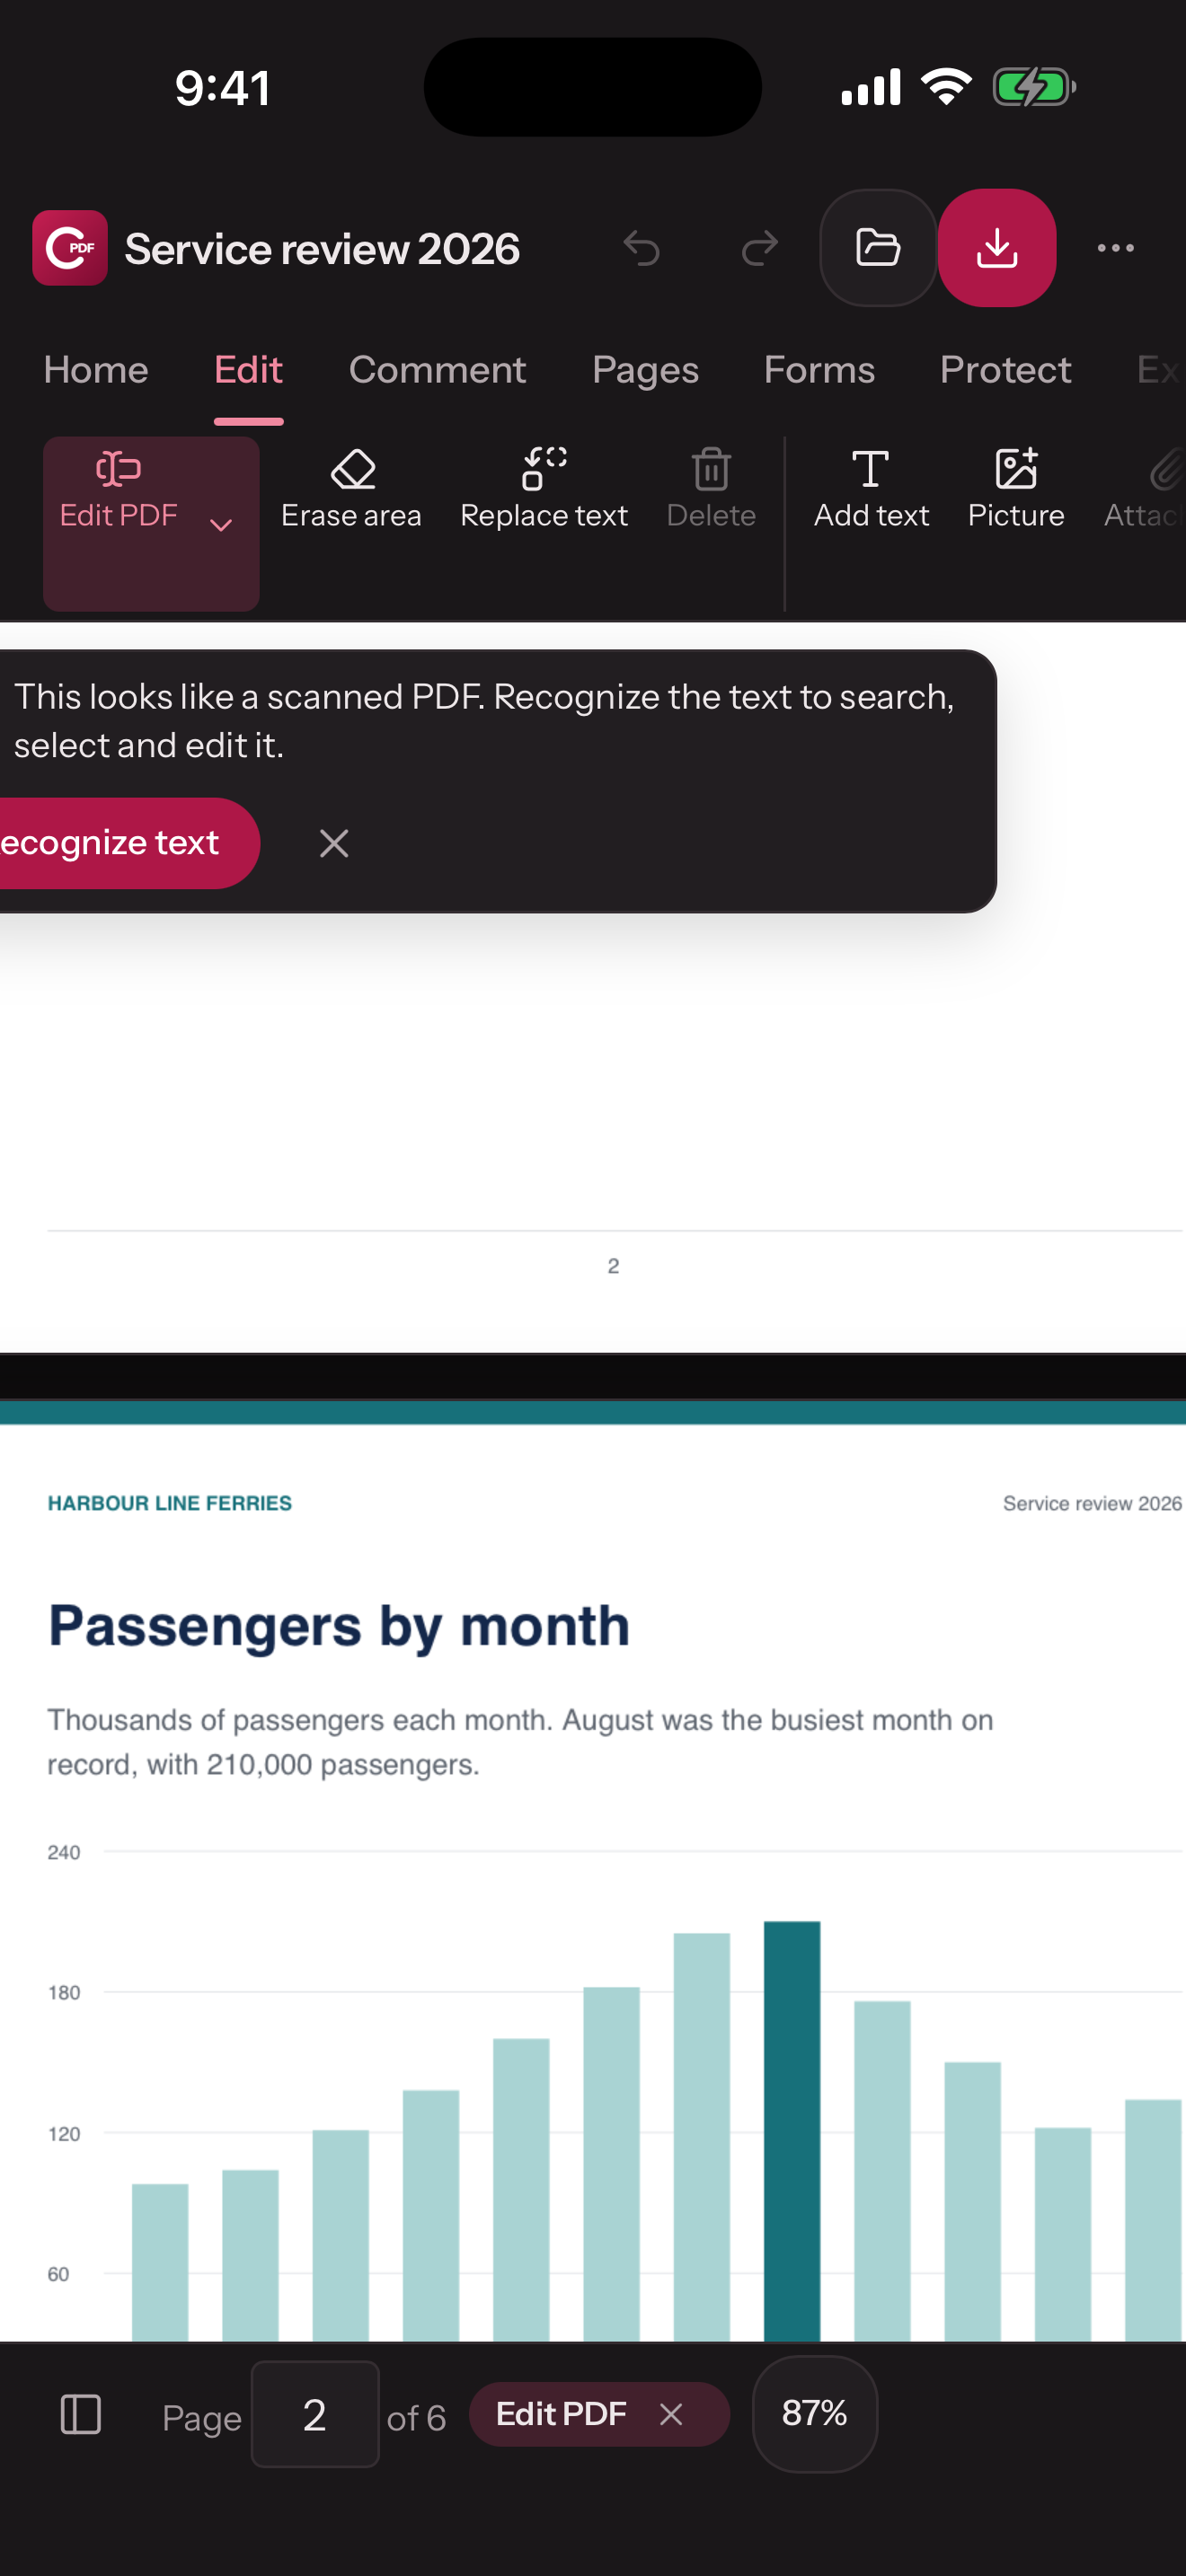 9:41
PDF
Service review 2026
Home Edit Comment Pages Forms Protect Ex
Edit PDF Erase area Replace text Delete Add text Picture Attac
This looks like a scanned PDF. Recognize the text to search,
select and edit it.
ecognize text
2
HARBOUR LINE FERRIES Service review 2026
Passengers by month
Thousands of passengers each month. August was the busiest month on
record, with 210,000 passengers.
240
180
120
60
Page 2 of 6 Edit PDF 87%